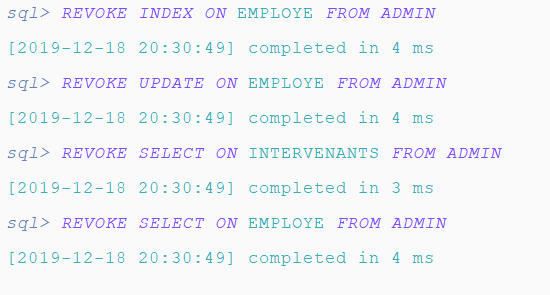 sql> REVOKE INDEX ON EMPLOYE FROM ADMIN
[2019-12-18 20:30:49] completed in 4 ms
sql> REVOKE UPDATE ON EMPLOYE FROM ADMIN
[2019-12-18 20:30:49] completed in 4 ms
sql> REVOKE SELECT ON INTERVENANTS FROM ADMIN
[2019-12-18 20:30:49] completed in 3 ms
sql> REVOKE SELECT ON EMPLOYE FROM ADMIN
[2019-12-18 20:30:49] completed in 4 ms